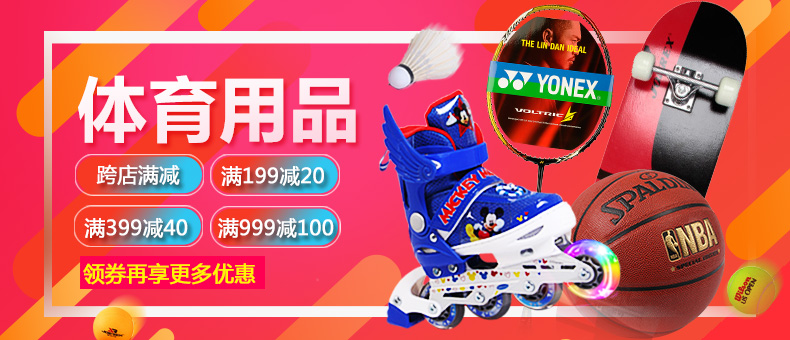 体育用品
跨店满减
满199减20
满399减40
满999减100
领券再享更多优惠
THE LIN DAN IDEAL
YONEX
VOLTRIC
MICKEY M
SPALDING
NBA
Wilson
US OPEN